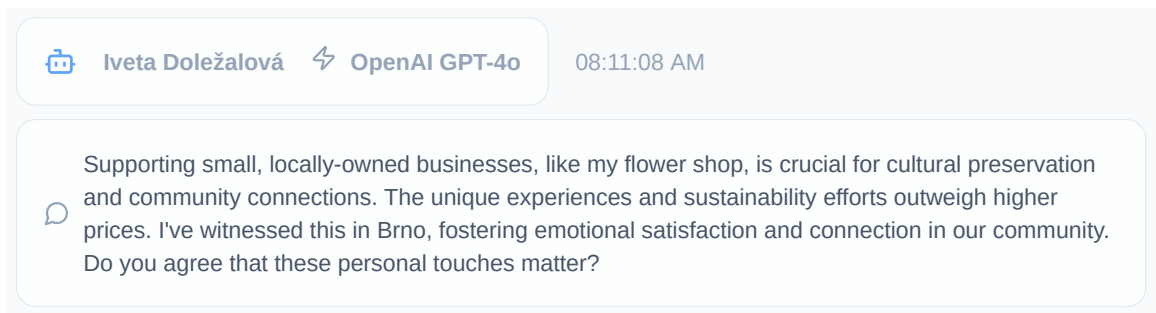 Iveta Doležalová OpenAI GPT-4o 08:11:08 AM
Supporting small, locally-owned businesses, like my flower shop, is crucial for cultural preservation
and community connections. The unique experiences and sustainability efforts outweigh higher
prices. I've witnessed this in Brno, fostering emotional satisfaction and connection in our community.
Do you agree that these personal touches matter?